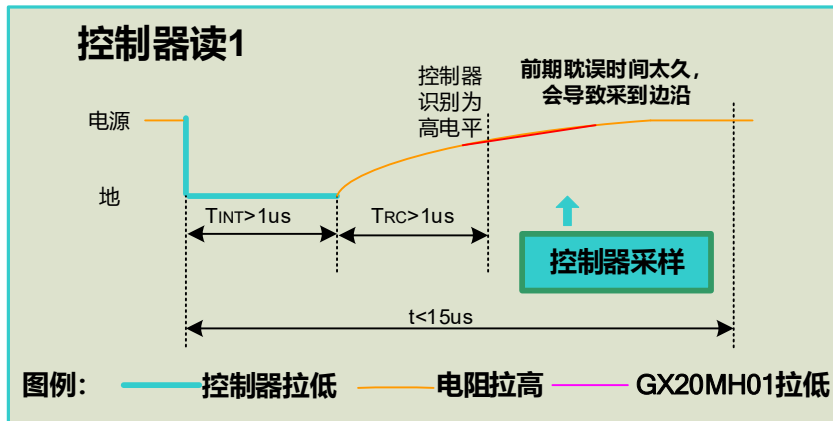 控制器读1
控制器
识别为
高电平
前期耽误时间太久，
会导致采到边沿
电源
地
TINT>1us
TRC>1us
控制器采样
t<15us
图例：
控制器拉低
电阻拉高
GX20MH01拉低